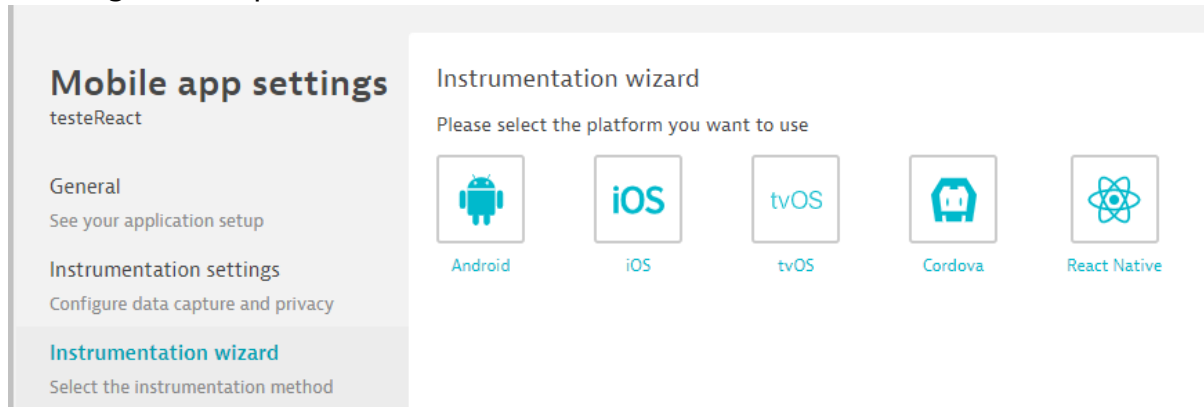 Mobile app settings
testeReact
General
See your application setup
Instrumentation settings
Configure data capture and privacy
Instrumentation wizard
Select the instrumentation method
Instrumentation wizard
Please select the platform you want to use
iOS
tvOS
Android
iOS
tvOS
Cordova
React Native